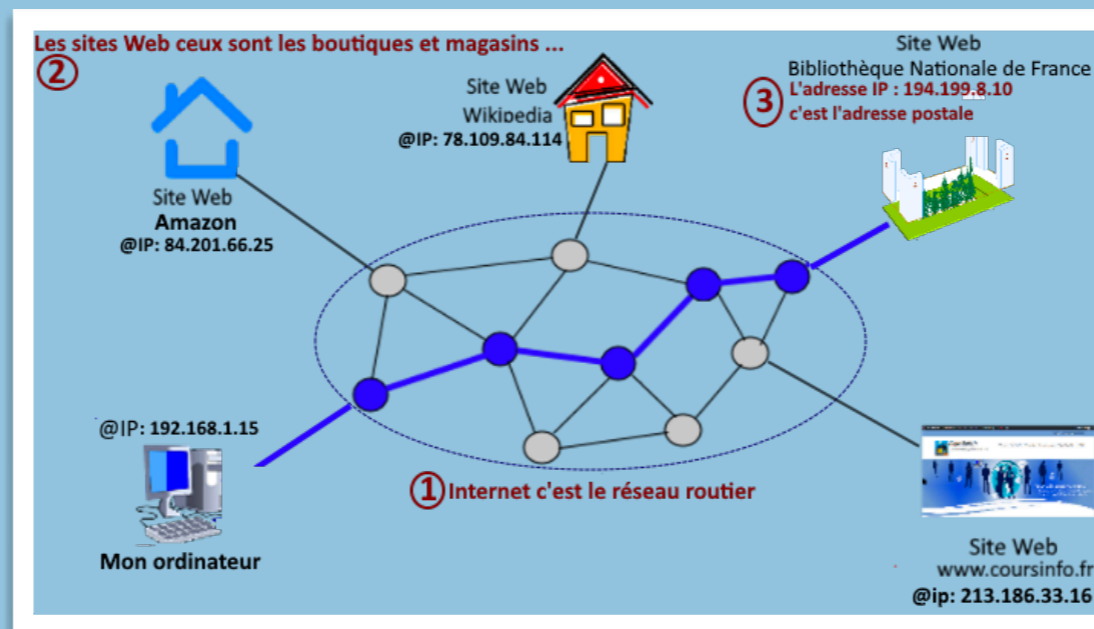 Les sites Web ceux sont les boutiques et magasins ...
②
Site Web
Amazon
@IP: 84.201.66.25
Site Web
Wikipedia
@IP: 78.109.84.114
Site Web
Bibliothèque Nationale de France
③
L'adresse IP : 194.199.8.10
c'est l'adresse postale
@IP: 192.168.1.15
Mon ordinateur
① Internet c'est le réseau routier
Site Web
www.coursinfo.fr
@ip: 213.186.33.16